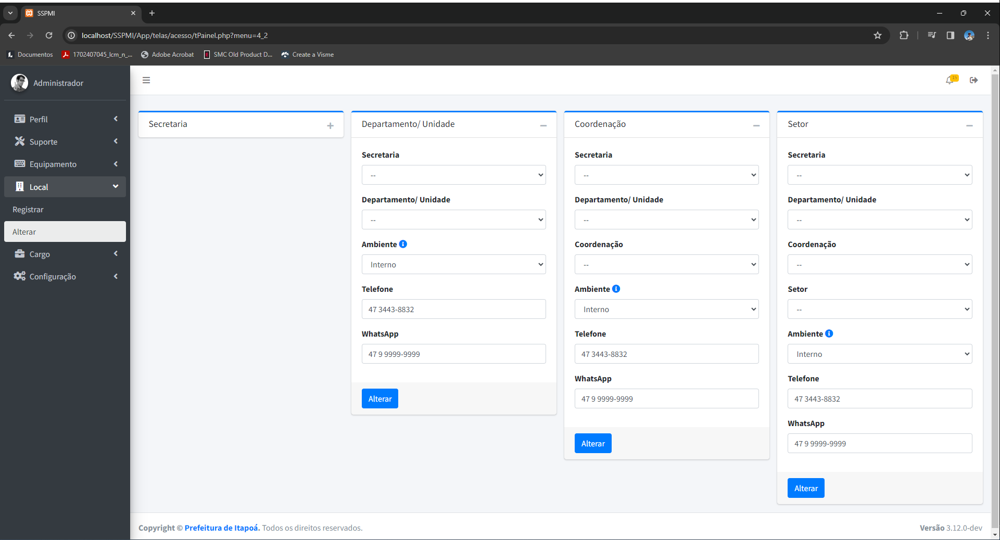 SSPMI
localhost/SSPMI/App/telas/acesso/tPainel.php?menu=4_2
Documentos
1702407045_lcm_n_...
Adobe Acrobat
SMC Old Product D...
Create a Visme
Administrador
15
Perfil
Suporte
Equipamento
Local
Registrar
Alterar
Cargo
Configuração
Secretaria
Departamento/ Unidade
Secretaria
--
Departamento/ Unidade
--
Ambiente
Interno
Telefone
47 3443-8832
WhatsApp
47 9 9999-9999
Alterar
Coordenação
Secretaria
--
Departamento/ Unidade
--
Coordenação
--
Ambiente
Interno
Telefone
47 3443-8832
WhatsApp
47 9 9999-9999
Alterar
Setor
Secretaria
--
Departamento/ Unidade
--
Coordenação
--
Setor
--
Ambiente
Interno
Telefone
47 3443-8832
WhatsApp
47 9 9999-9999
Alterar
Copyright © Prefeitura de Itapoá. Todos os direitos reservados.
Versão 3.12.0-dev